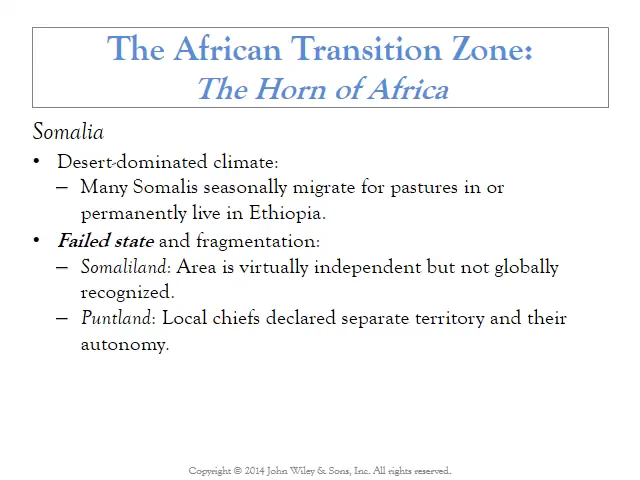 The African Transition Zone:
The Horn of Africa
Somalia
• Desert-dominated climate:
– Many Somalis seasonally migrate for pastures in or
permanently live in Ethiopia.
• Failed state and fragmentation:
– Somaliland: Area is virtually independent but not globally
recognized.
– Puntland: Local chiefs declared separate territory and their
autonomy.
Copyright © 2014 John Wiley & Sons, Inc. All rights reserved.